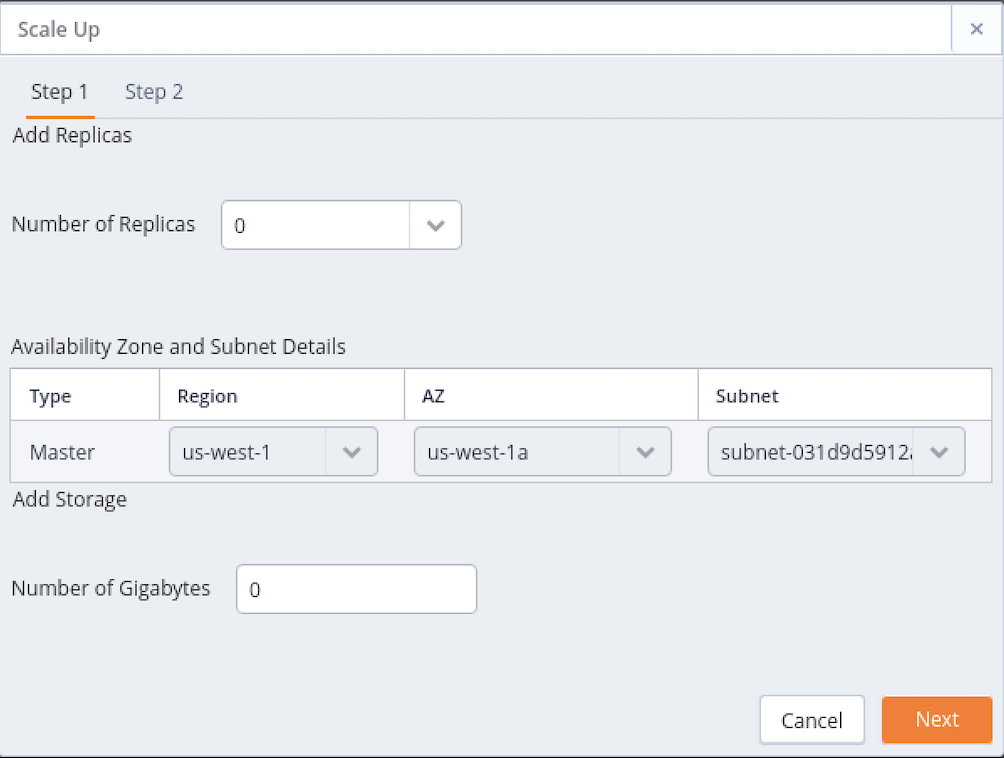 Scale Up
Step 1 Step 2
Add Replicas
Number of Replicas 0
Availability Zone and Subnet Details
Type Region AZ Subnet
Master us-west-1 us-west-1a subnet-031d9d5912
Add Storage
Number of Gigabytes 0
Cancel Next